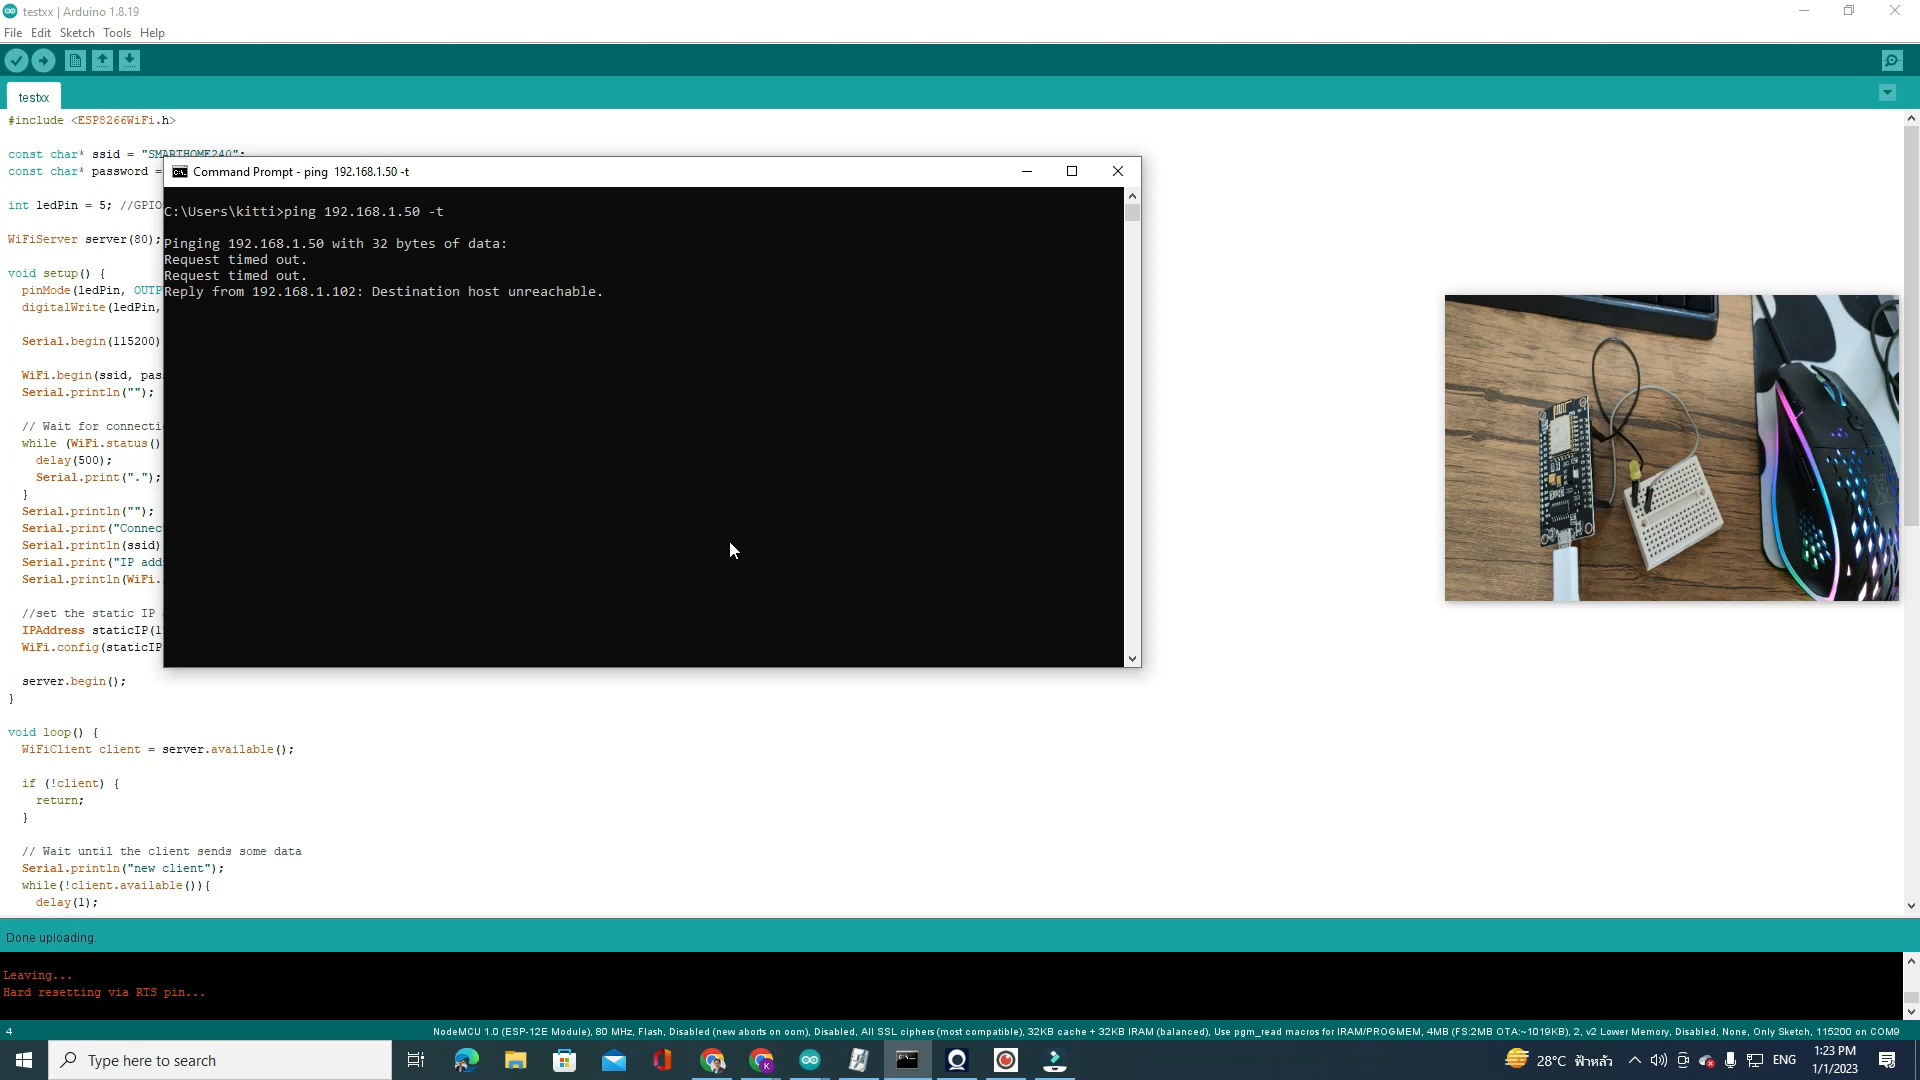 testxx | Arduino 1.8.19
File Edit Sketch Tools Help
testxx
#include <ESP8266WiFi.h>
const char* ssid = "SMARTHOME240";
const char* password =
int ledPin = 5; //GPIO
WiFiServer server(80);
void setup() {
pinMode(ledPin, OUTP
digitalWrite(ledPin,
Serial.begin(115200)
WiFi.begin(ssid, pas
Serial.println("");
// Wait for connecti
while (WiFi.status()
delay(500);
Serial.print(".");
}
Serial.println("");
Serial.print("Connec
Serial.println(ssid)
Serial.print("IP add
Serial.println(WiFi.
//set the static IP
IPAddress staticIP(1
WiFi.config(staticIP
server.begin();
}
void loop() {
WiFiClient client = server.available();
if (!client) {
return;
}
// Wait until the client sends some data
Serial.println("new client");
while(!client.available()){
delay(1);
Command Prompt - ping 192.168.1.50 -t
C:\Users\kitti>ping 192.168.1.50 -t
Pinging 192.168.1.50 with 32 bytes of data:
Request timed out.
Request timed out.
Reply from 192.168.1.102: Destination host unreachable.
Done uploading.
Leaving...
Hard resetting via RTS pin...
4
NodeMCU 1.0 (ESP-12E Module), 80 MHz, Flash, Disabled (new aborts on oom), Disabled, All SSL ciphers (most compatible), 32KB cache + 32KB IRAM (balanced), Use pgm_read macros for IRAM/PROGMEM, 4MB (FS:2MB OTA:~1019KB), 2, v2 Lower Memory, Disabled, None, Only Sketch, 115200 on COM9
Type here to search
28°C ฟ้าหลัว
ENG
1:23 PM
1/1/2023